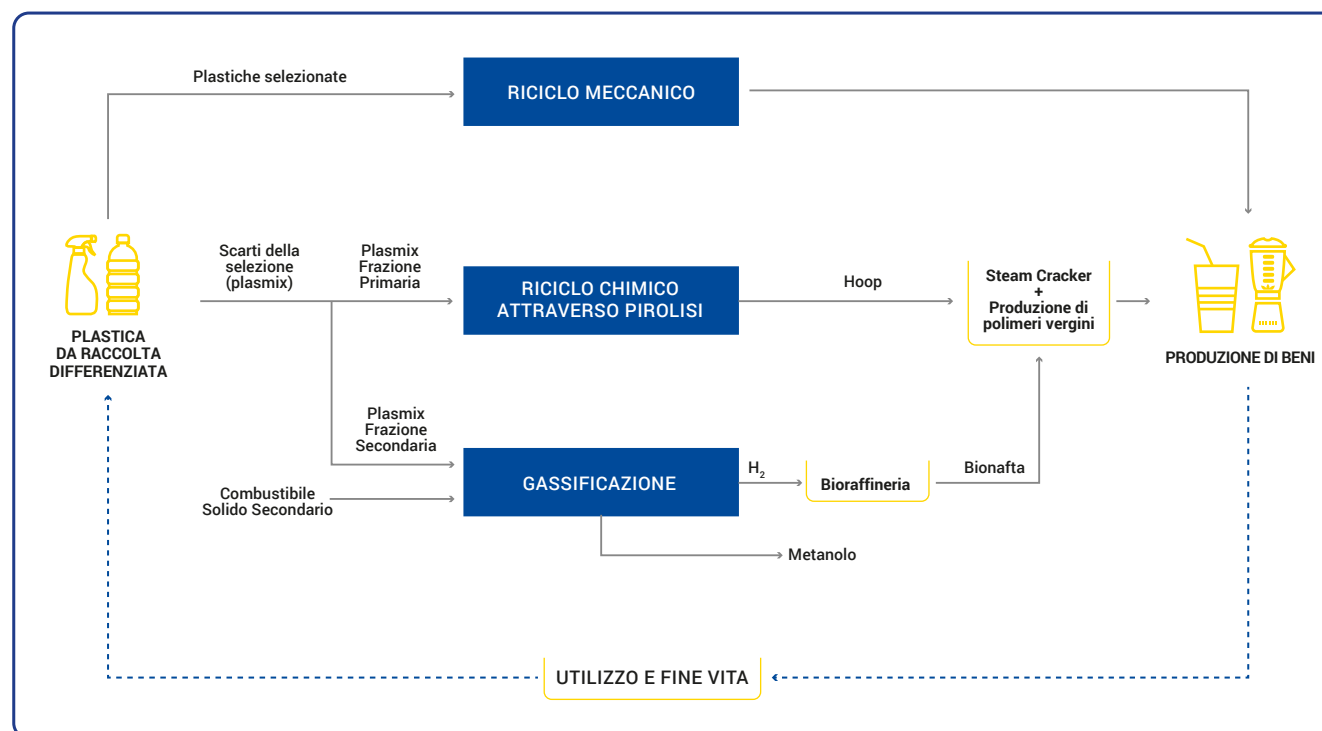 Plastiche selezionate
RICICLO MECCANICO
Scarti della
selezione
(plasmix)
Plasmix
Frazione
Primaria
RICICLO CHIMICO
ATTRAVERSO PIROLISI
Hoop
Steam Cracker
+
Produzione di
polimeri vergini
PLASTICA
DA RACCOLTA
DIFFERENZIATA
PRODUZIONE DI BENI
Plasmix
Frazione
Secondaria
Combustibile
Solido Secondario
GASSIFICAZIONE
H₂
Bioraffineria
Bionafta
Metanolo
UTILIZZO E FINE VITA